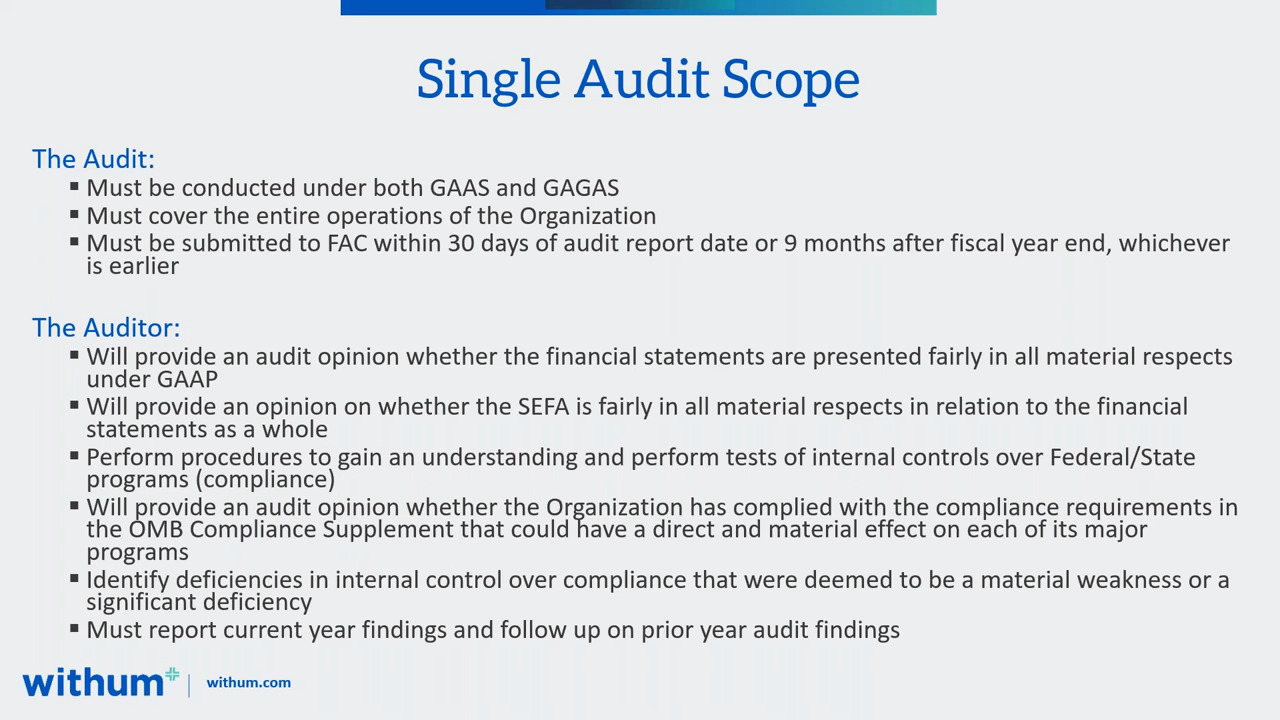 Single Audit Scope
The Audit:
▪ Must be conducted under both GAAS and GAGAS
▪ Must cover the entire operations of the Organization
▪ Must be submitted to FAC within 30 days of audit report date or 9 months after fiscal year end, whichever
is earlier
The Auditor:
▪ Will provide an audit opinion whether the financial statements are presented fairly in all material respects
under GAAP
▪ Will provide an opinion on whether the SEFA is fairly in all material respects in relation to the financial
statements as a whole
▪ Perform procedures to gain an understanding and perform tests of internal controls over Federal/State
programs (compliance)
▪ Will provide an audit opinion whether the Organization has complied with the compliance requirements in
the OMB Compliance Supplement that could have a direct and material effect on each of its major
programs
▪ Identify deficiencies in internal control over compliance that were deemed to be a material weakness or a
significant deficiency
▪ Must report current year findings and follow up on prior year audit findings
withum+ | withum.com